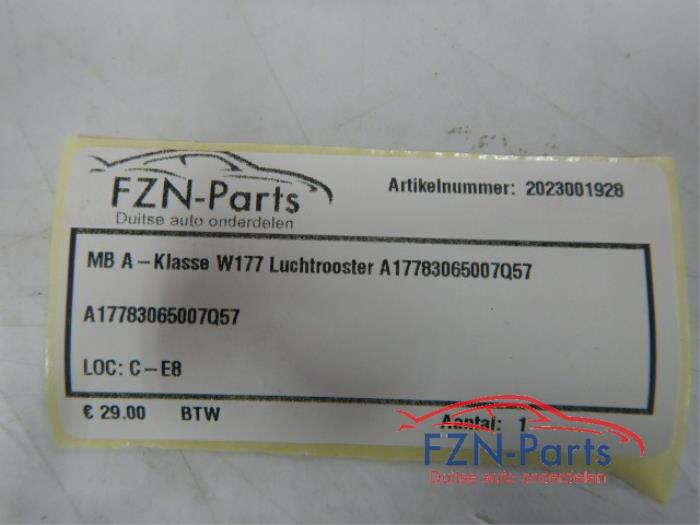 FZN-Parts
Duitse auto onderdelen
Artikelnummer: 2023001928
MB A-Klasse W177 Luchtrooster A17783065007Q57
A17783065007Q57
LOC: C-E8
€ 29.00 BTW
Aantal: 1
FZN-Parts
Duitse auto onderdelen